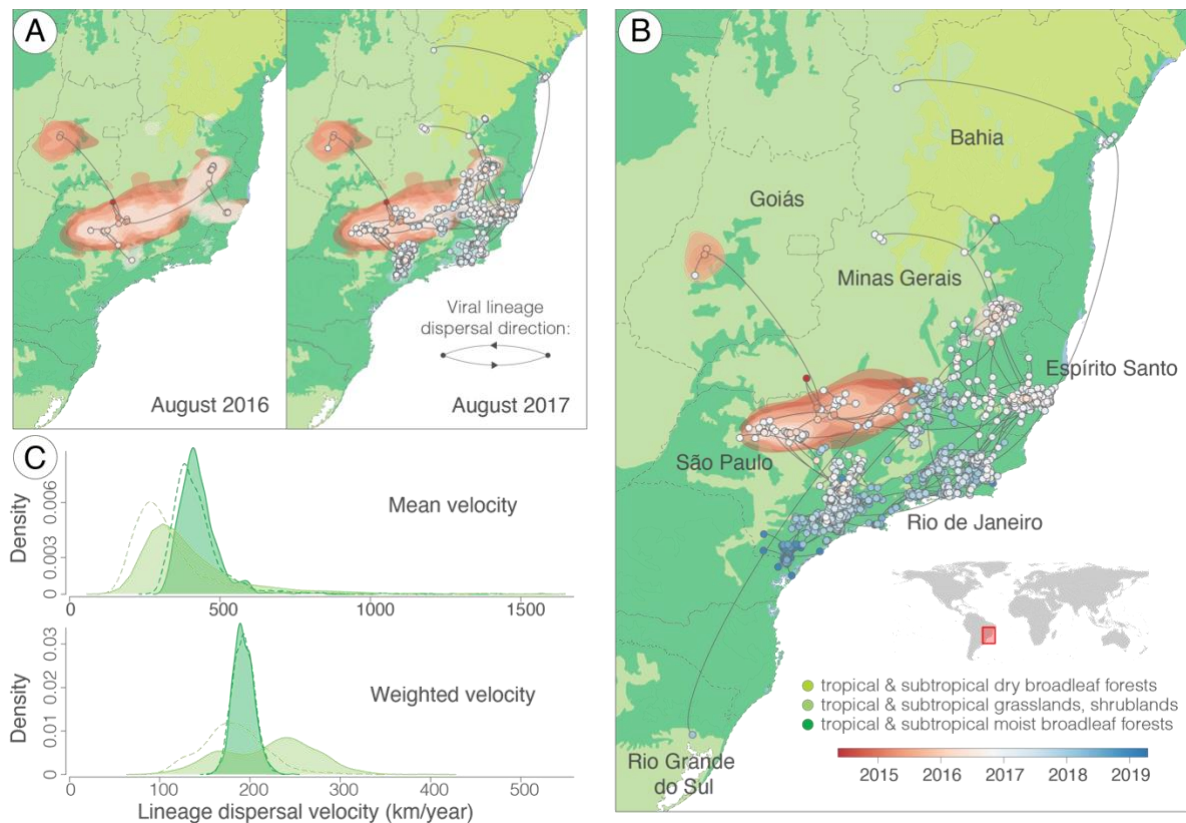 A
Viral lineage
dispersal direction:
August 2016
August 2017
B
Bahia
Goiás
Minas Gerais
Espírito Santo
São Paulo
Rio de Janeiro
Rio Grande
do Sul
tropical & subtropical dry broadleaf forests
tropical & subtropical grasslands, shrublands
tropical & subtropical moist broadleaf forests
2015 2016 2017 2018 2019
C
Density
0 0.003 0.006
Mean velocity
0 500 1000 1500
Density
0 0.01 0.02 0.03
Weighted velocity
0 100 200 300 400 500
Lineage dispersal velocity (km/year)